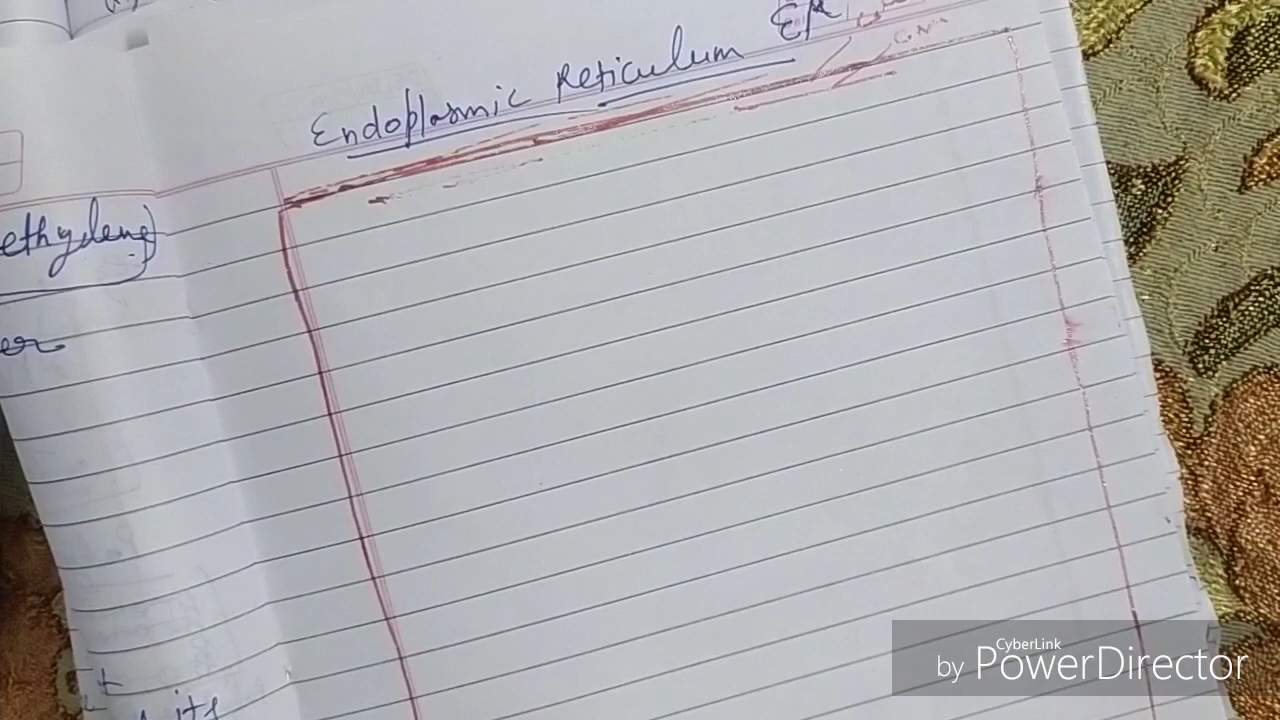 Endoplasmic Reticulum ER
ethylene)
er
CyberLink
by PowerDirector